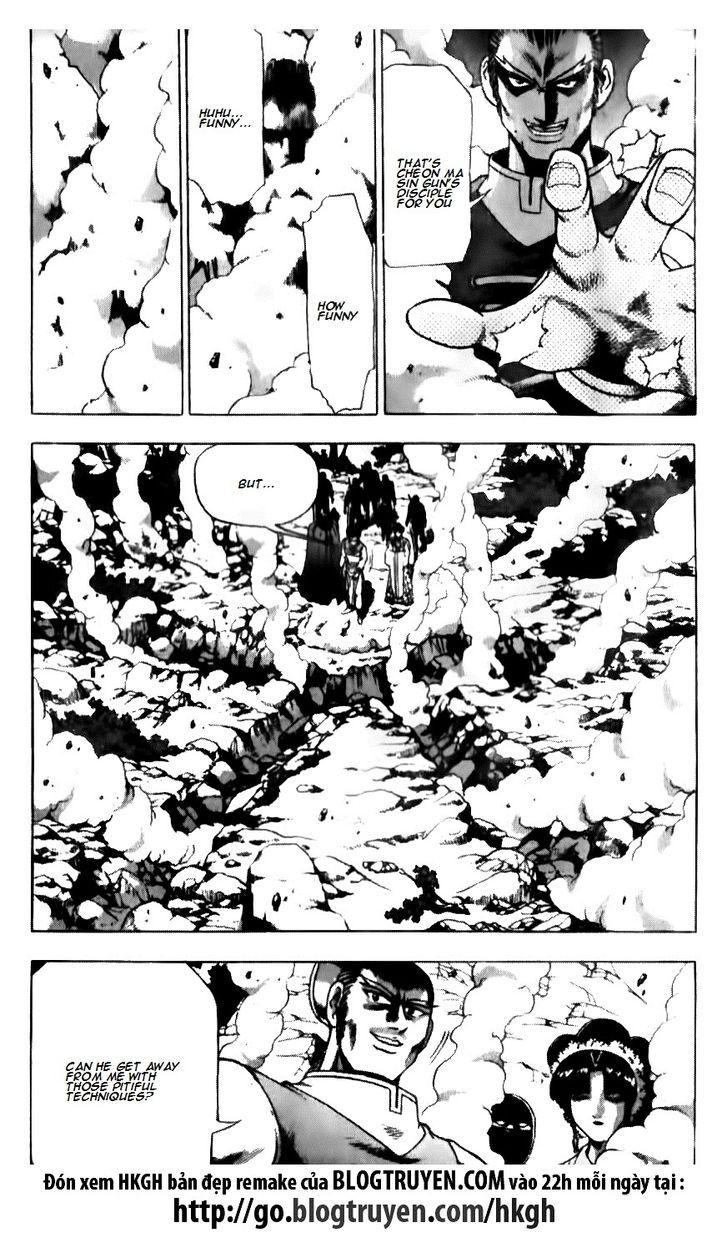 HUHU...
FUNNY...
HOW
FUNNY
THAT'S
CHEON MA
SIN GUN'S
DISCIPLE
FOR YOU
BUT...
CAN HE GET AWAY
FROM ME WITH
THOSE PITIFUL
TECHNIQUES?
Đón xem HKGH bản đẹp remake của BLOGTRUYEN.COM vào 22h mỗi ngày tại :
http://go.blogtruyen.com/hkgh